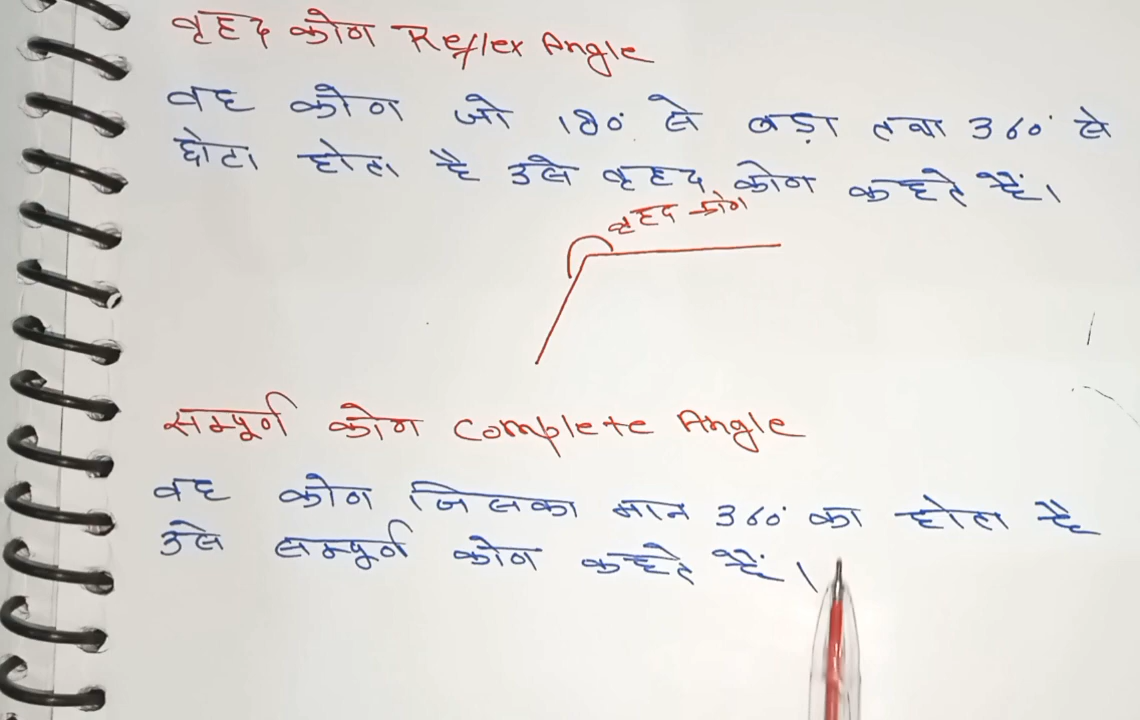 वृहद कोण Reflex Angle
वह कोण जो 180° से बड़ा तथा 360° से
छोटा होता है उसे वृहद कोण कहते हैं।
वृहद कोण
सम्पूर्ण कोण Complete Angle
वह कोण जिसका मान 360° का होता है
उसे सम्पूर्ण कोण कहते हैं।